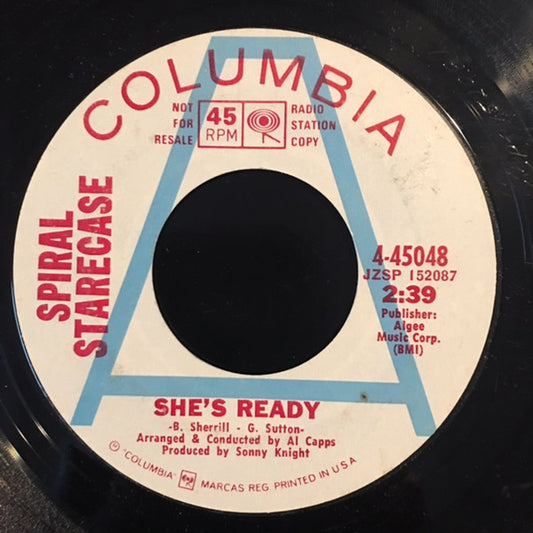 COLUMBIA
NOT FOR RESALE
45 RPM
RADIO STATION COPY
SPIRAL STARECASE
4-45048
JZSP 152087
2:39
Publisher:
Algee
Music Corp.
(BMI)
SHE'S READY
-B. Sherrill - G. Sutton-
Arranged & Conducted by Al Capps
Produced by Sonny Knight
"COLUMBIA" MARCAS REG. PRINTED IN U S A